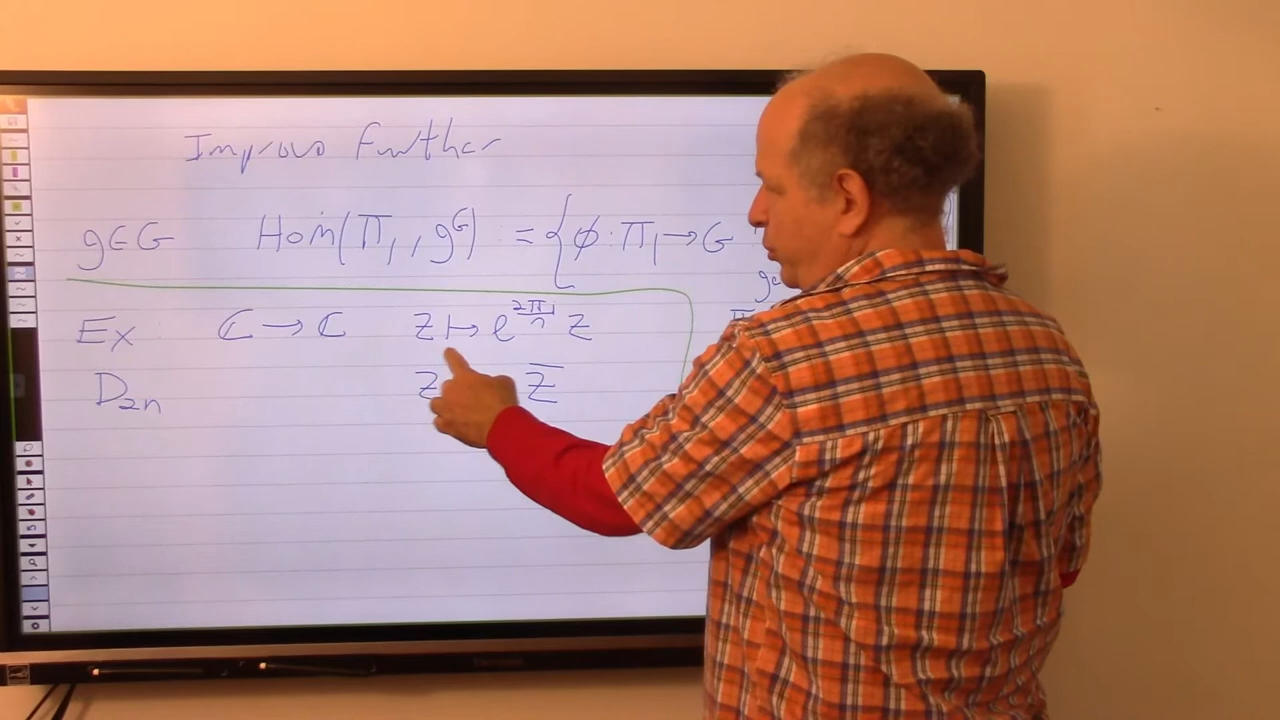 Improve Further
g∈G Hom(Π₁, g^G) = {φ: Π₁→G
Ex ℂ→ℂ z↦e^{2πi/n} z
D₂ₙ z z̄